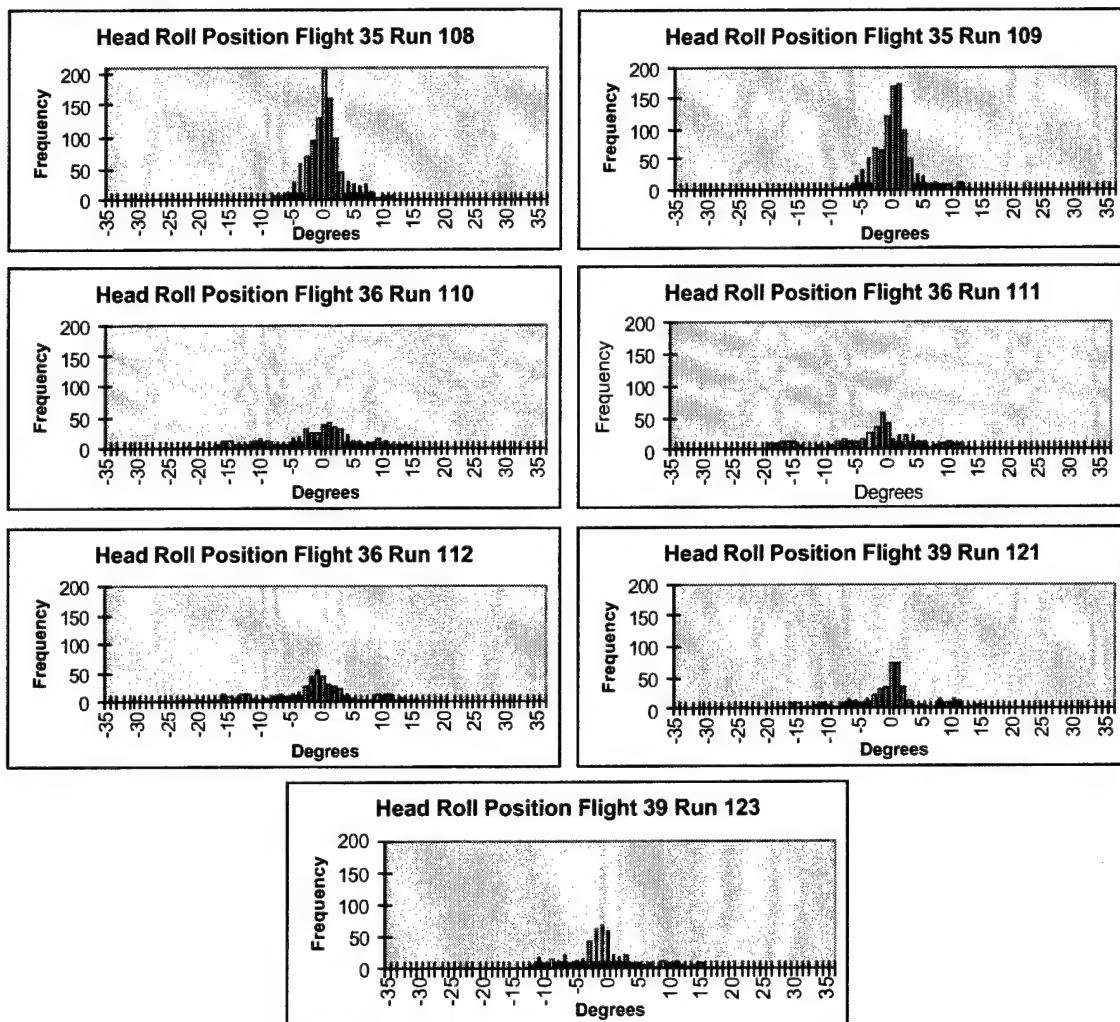 Head Roll Position Flight 35 Run 108
Frequency
200
150
100
50
0
-35 -30 -25 -20 -15 -10 -5 0 5 10 15 20 25 30 35
Degrees
Head Roll Position Flight 35 Run 109
Frequency
200
150
100
50
0
-35 -30 -25 -20 -15 -10 -5 0 5 10 15 20 25 30 35
Degrees
Head Roll Position Flight 36 Run 110
Frequency
200
150
100
50
0
-35 -30 -25 -20 -15 -10 -5 0 5 10 15 20 25 30 35
Degrees
Head Roll Position Flight 36 Run 111
Frequency
200
150
100
50
0
-35 -30 -25 -20 -15 -10 -5 0 5 10 15 20 25 30 35
Degrees
Head Roll Position Flight 36 Run 112
Frequency
200
150
100
50
0
-35 -30 -25 -20 -15 -10 -5 0 5 10 15 20 25 30 35
Degrees
Head Roll Position Flight 39 Run 121
Frequency
200
150
100
50
0
-35 -30 -25 -20 -15 -10 -5 0 5 10 15 20 25 30 35
Degrees
Head Roll Position Flight 39 Run 123
Frequency
200
150
100
50
0
-35 -30 -25 -20 -15 -10 -5 0 5 10 15 20 25 30 35
Degrees